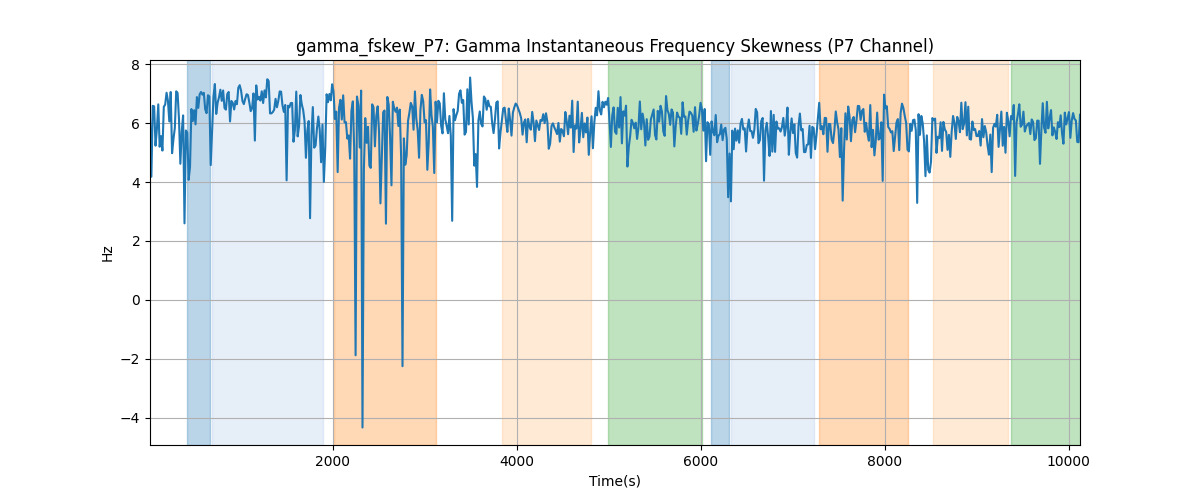 gamma_fskew_P7: Gamma Instantaneous Frequency Skewness (P7 Channel)
8
6
4
2
0
−2
−4
Hz
2000 4000 6000 8000 10000
Time(s)